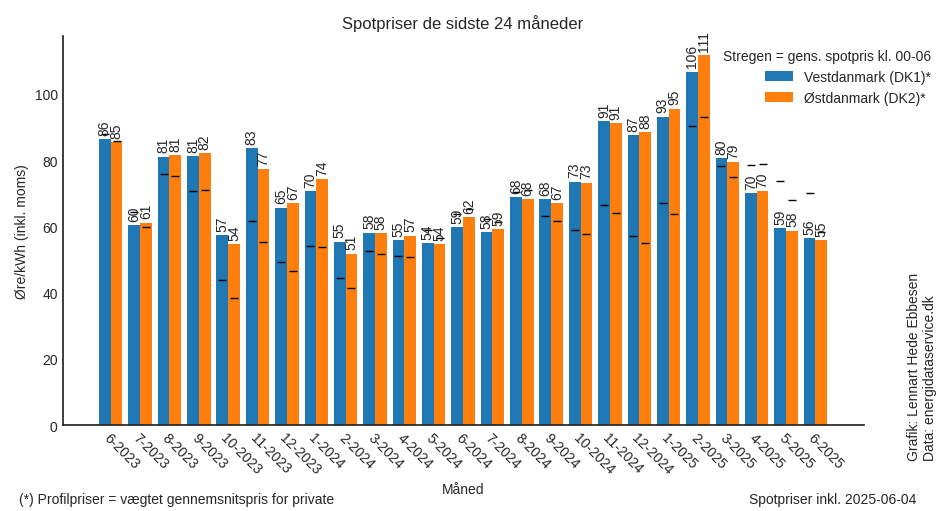 Spotpriser de sidste 24 måneder
Stregen = gens. spotpris kl. 00-06
Vestdanmark (DK1)*
Østdanmark (DK2)*
Øre/kWh (inkl. moms)
100
80
60
40
20
0
86 85 60 61 81 81 81 82 57 54 83 77 65 67 70 74 55 51 58 58 55 57 54 54 59 62 58 59 68 68 68 67 73 73 91 91 87 88 93 95 106 111 80 79 70 70 59 58 56 55
6-2023 7-2023 8-2023 9-2023 10-2023 11-2023 12-2023 1-2024 2-2024 3-2024 4-2024 5-2024 6-2024 7-2024 8-2024 9-2024 10-2024 11-2024 12-2024 1-2025 2-2025 3-2025 4-2025 5-2025 6-2025
Måned
(*) Profilpriser = vægtet gennemsnitspris for private
Spotpriser inkl. 2025-06-04
Grafik: Lennart Hede Ebbesen
Data: energidataservice.dk